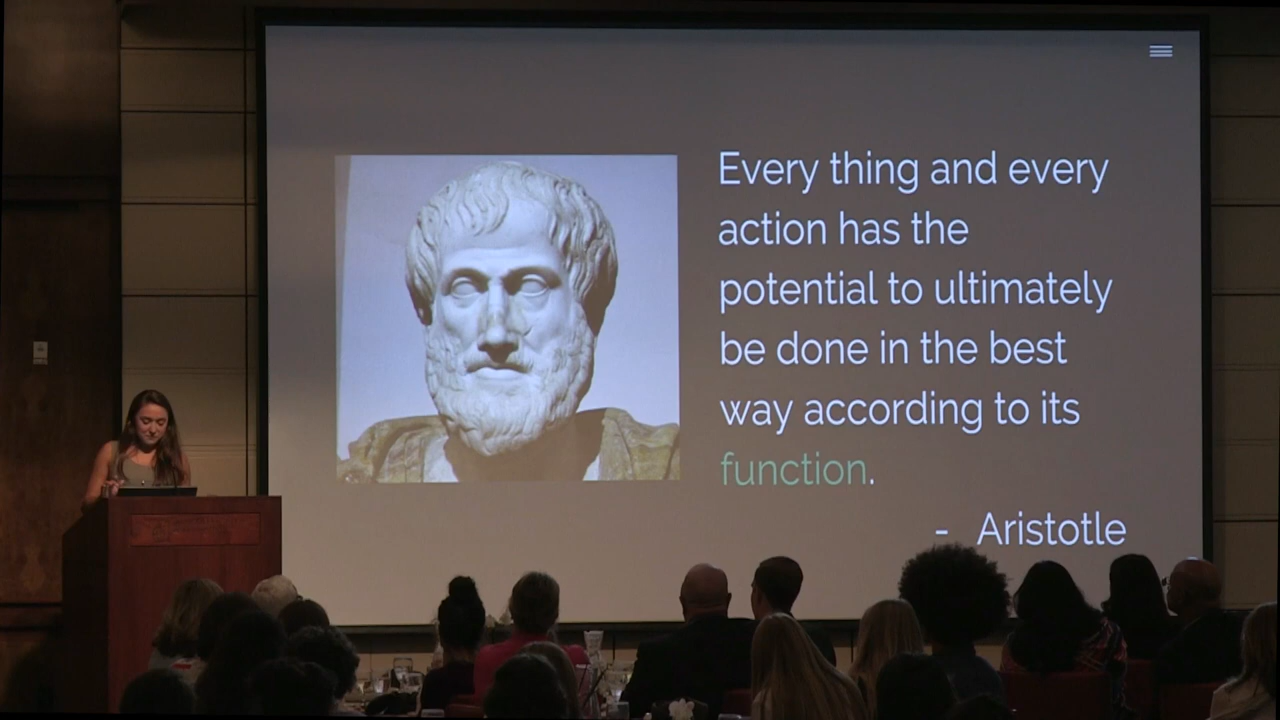 Every thing and every
action has the
potential to ultimately
be done in the best
way according to its
function.
- Aristotle